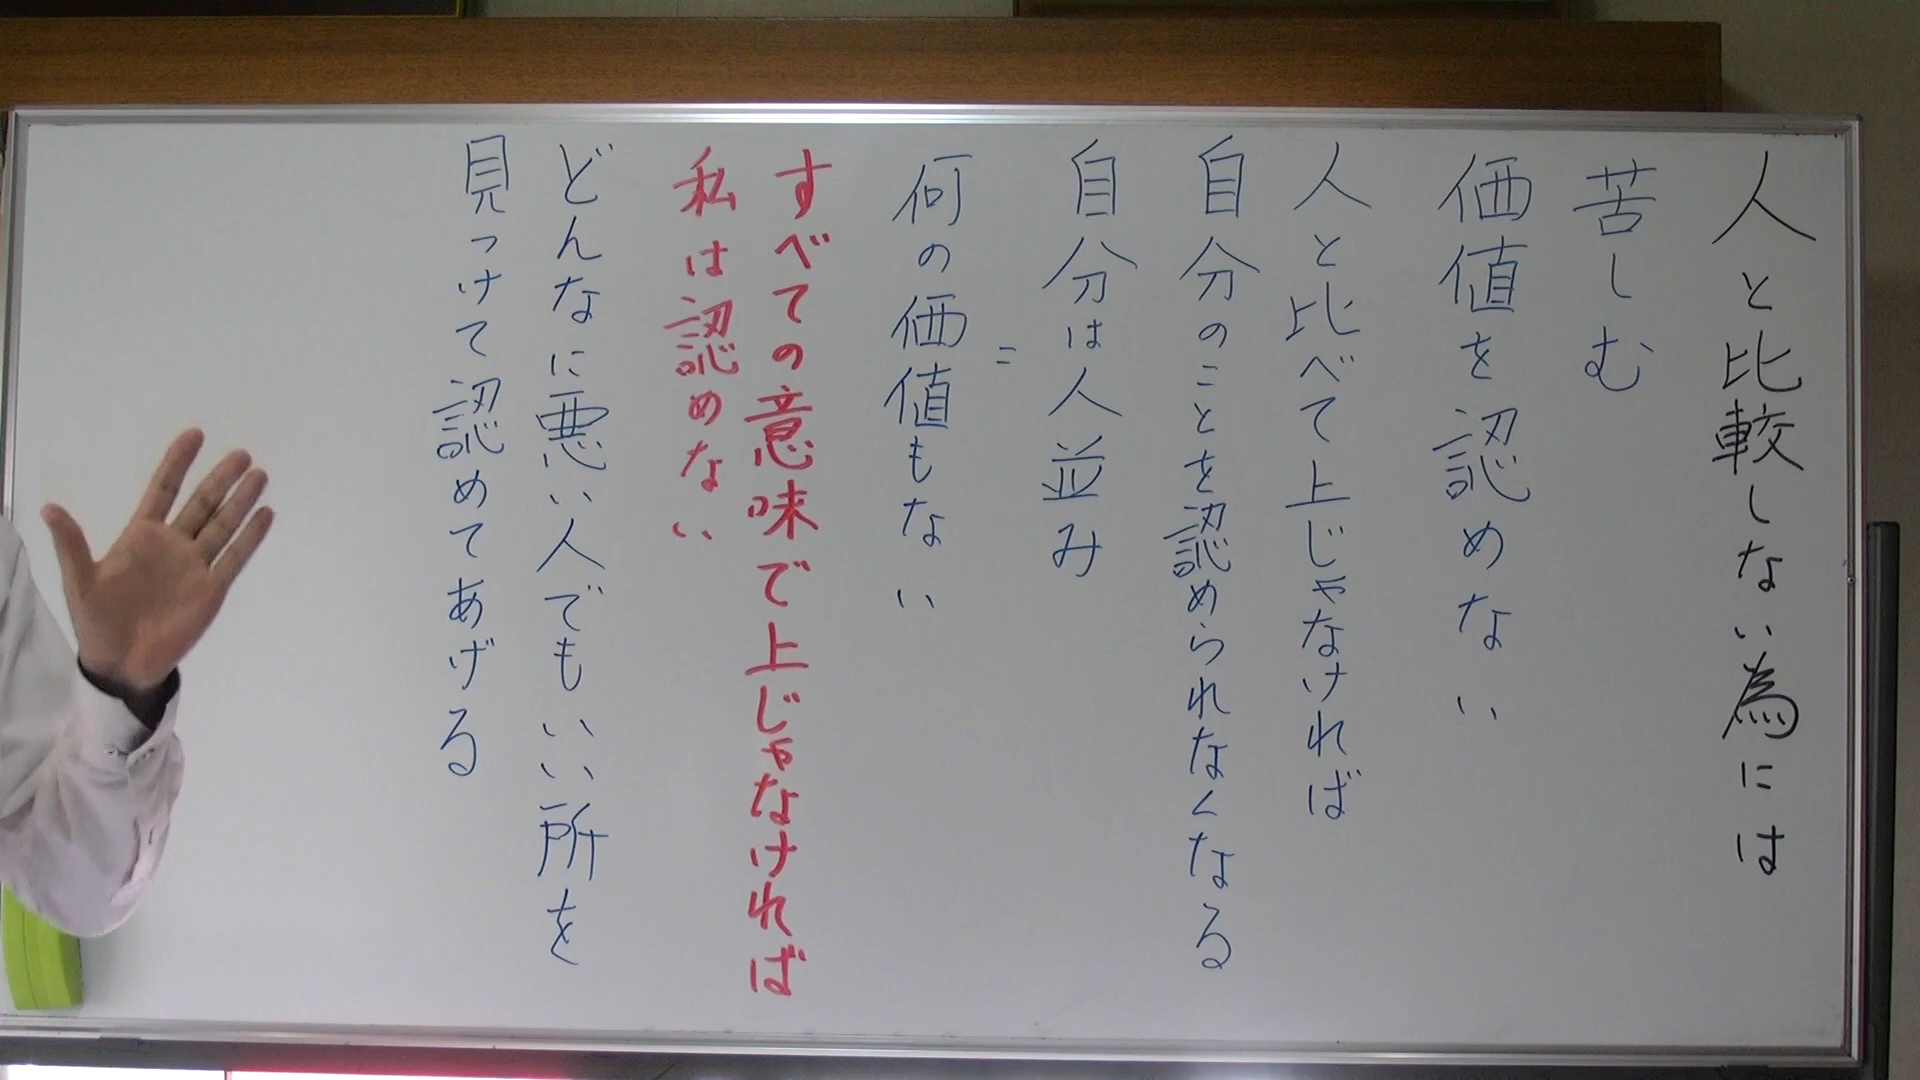 人と比較しない為には
苦しむ
価値を認めない
人と比べて上じゃなければ
自分のことを認められなくなる
自分は人並み
=
何の価値もない
すべての意味で上じゃなければ
私は認めない
どんなに悪い人でもいい所を
見つけて認めてあげる